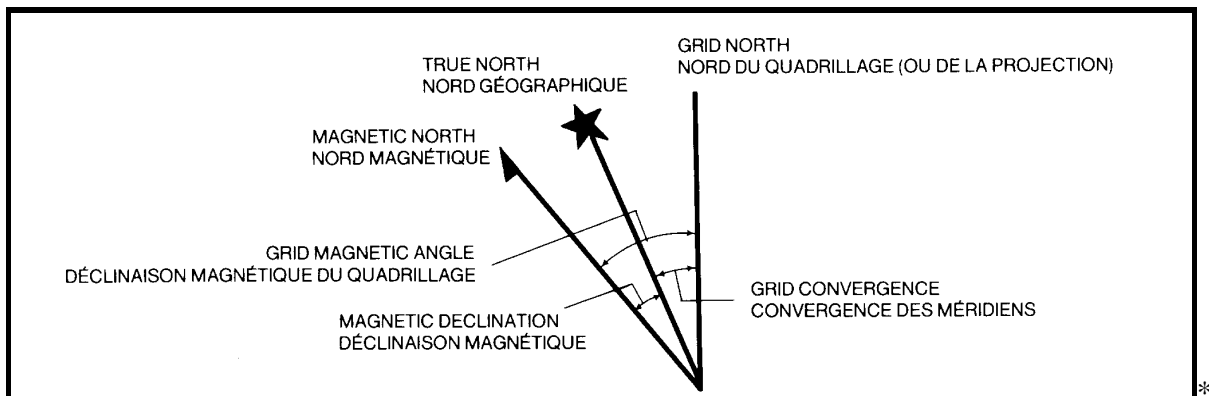 GRID NORTH
NORD DU QUADRILLAGE (OU DE LA PROJECTION)
TRUE NORTH
NORD GÉOGRAPHIQUE
MAGNETIC NORTH
NORD MAGNÉTIQUE
GRID MAGNETIC ANGLE
DÉCLINAISON MAGNÉTIQUE DU QUADRILLAGE
GRID CONVERGENCE
CONVERGENCE DES MÉRIDIENS
MAGNETIC DECLINATION
DÉCLINAISON MAGNÉTIQUE
*